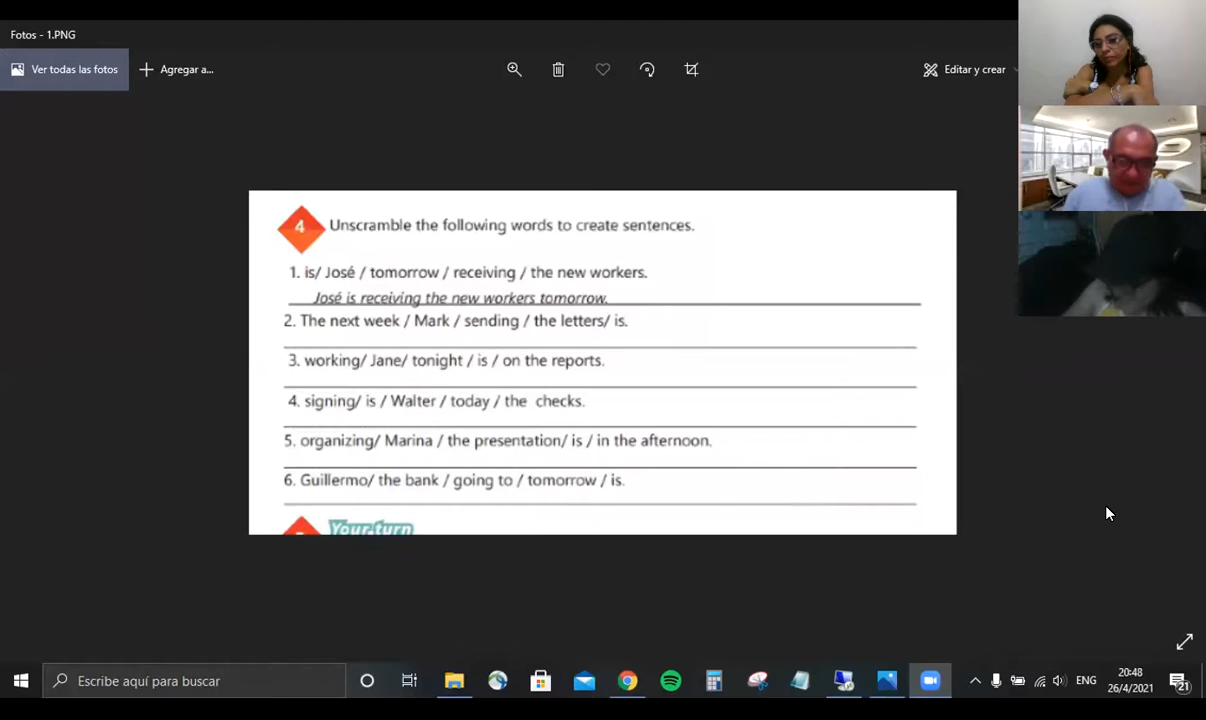 Fotos - 1.PNG
Ver todas las fotos
Agregar a...
Editar y crear
4
Unscramble the following words to create sentences.
1. is/ José / tomorrow / receiving / the new workers.
José is receiving the new workers tomorrow.
2. The next week / Mark / sending / the letters/ is.
3. working/ Jane/ tonight / is / on the reports.
4. signing/ is / Walter / today / the checks.
5. organizing/ Marina / the presentation/ is / in the afternoon.
6. Guillermo/ the bank / going to / tomorrow / is.
Your turn
Escribe aquí para buscar
ENG
20:48
26/4/2021
21